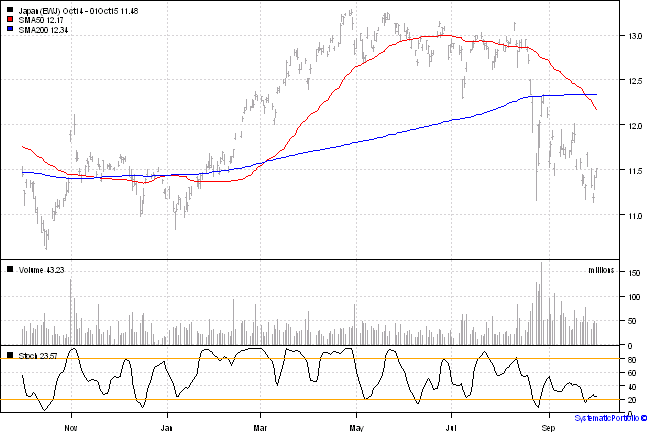 Japan (EWJ) Oct14 - 01Oct15 11.48
SMA50 12.17
SMA200 12.34
13.0
12.5
12.0
11.5
11.0
Volume 43.23
millions
150
100
50
0
Stoch 23.57
80
60
40
20
0
Nov Jan Mar May Jul Sep
SystematicPortfolio ©